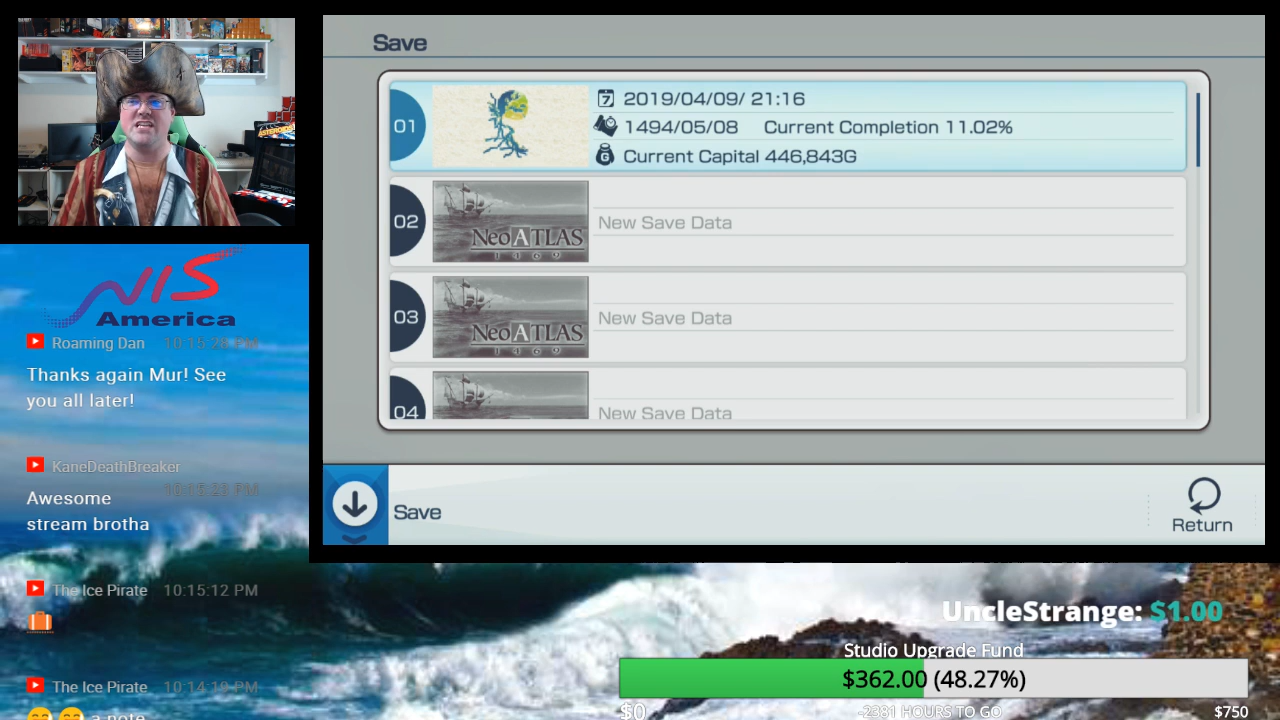 Save
01
2019/04/09/ 21:16
1494/05/08 Current Completion 11.02%
Current Capital 446,843G
02
NeoATLAS
1469
New Save Data
03
NeoATLAS
1469
New Save Data
04
New Save Data
Save
Return
NIS
America
Roaming Dan 10:15:28 PM
Thanks again Mur! See
you all later!
KaneDeathBreaker
Awesome
stream brotha
The Ice Pirate 10:15:12 PM
The Ice Pirate
a note
UncleStrange: $1.00
Studio Upgrade Fund
$362.00 (48.27%)
$0
-2381 HOURS TO GO
$750